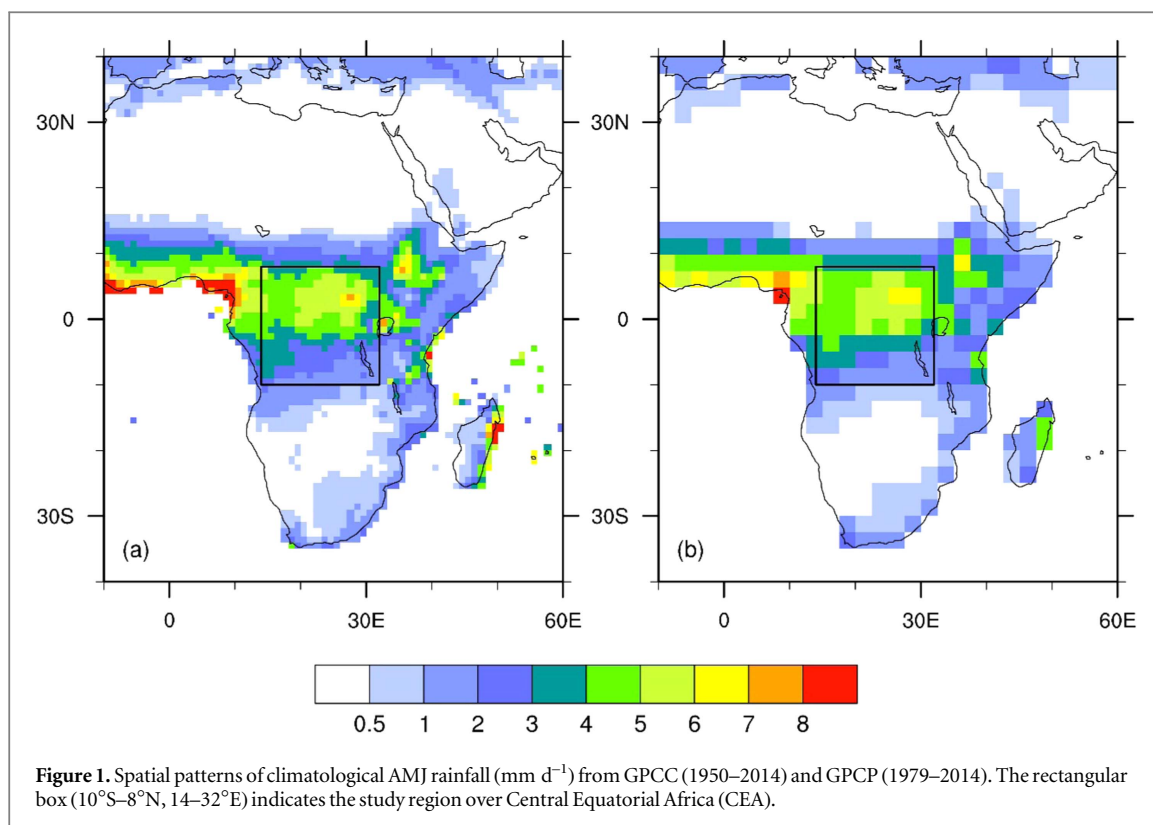 30N
0
30S
(a)
0 30E 60E
30N
0
30S
(b)
0 30E 60E
0.5 1 2 3 4 5 6 7 8
Figure 1. Spatial patterns of climatological AMJ rainfall (mm d⁻¹) from GPCC (1950–2014) and GPCP (1979–2014). The rectangular
box (10°S–8°N, 14–32°E) indicates the study region over Central Equatorial Africa (CEA).